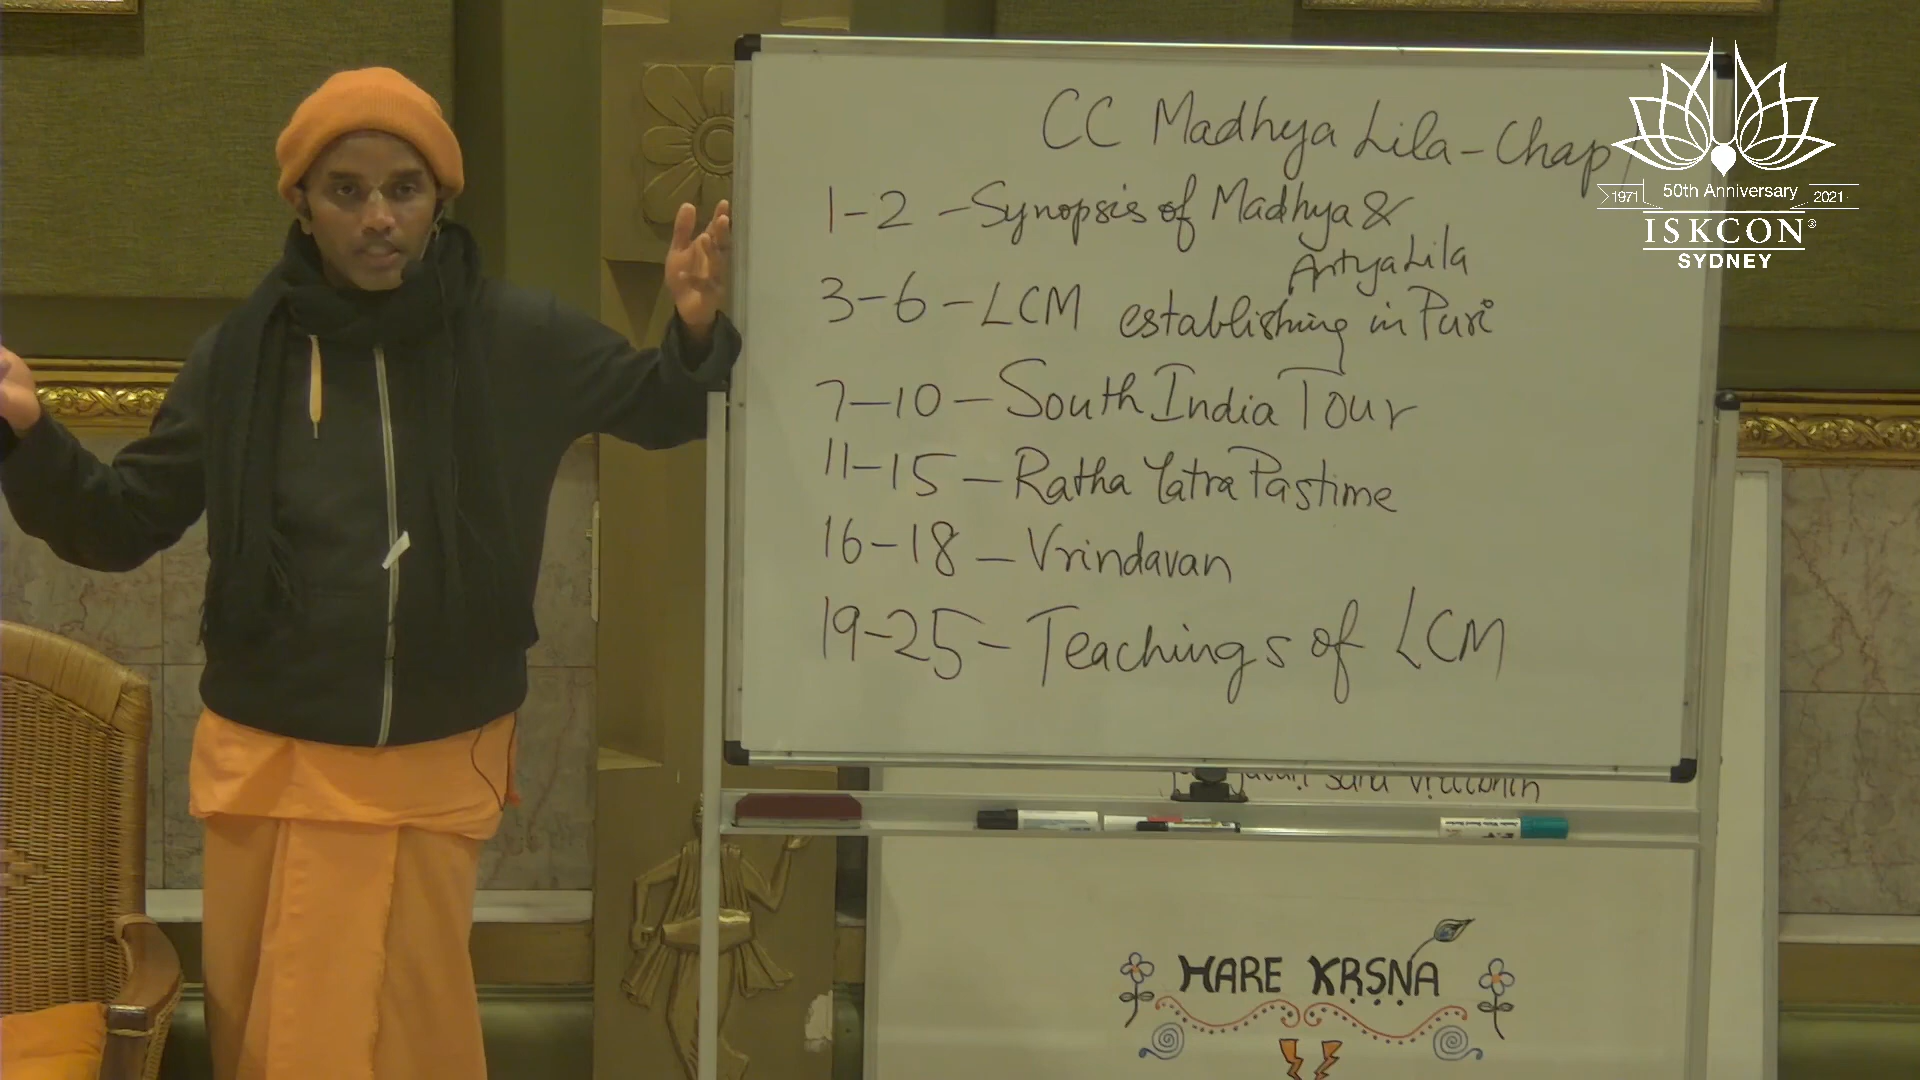 CC Madhya Lila - Chap
1-2 - Synopsis of Madhya &
Antya Lila
3-6 - LCM establishing in Puri
7-10 - South India Tour
11-15 - Ratha Yatra Pastime
16-18 - Vrindavan
19-25 - Teachings of LCM
1971 50th Anniversary 2021
ISKCON®
SYDNEY
HARE KṚṢṆA